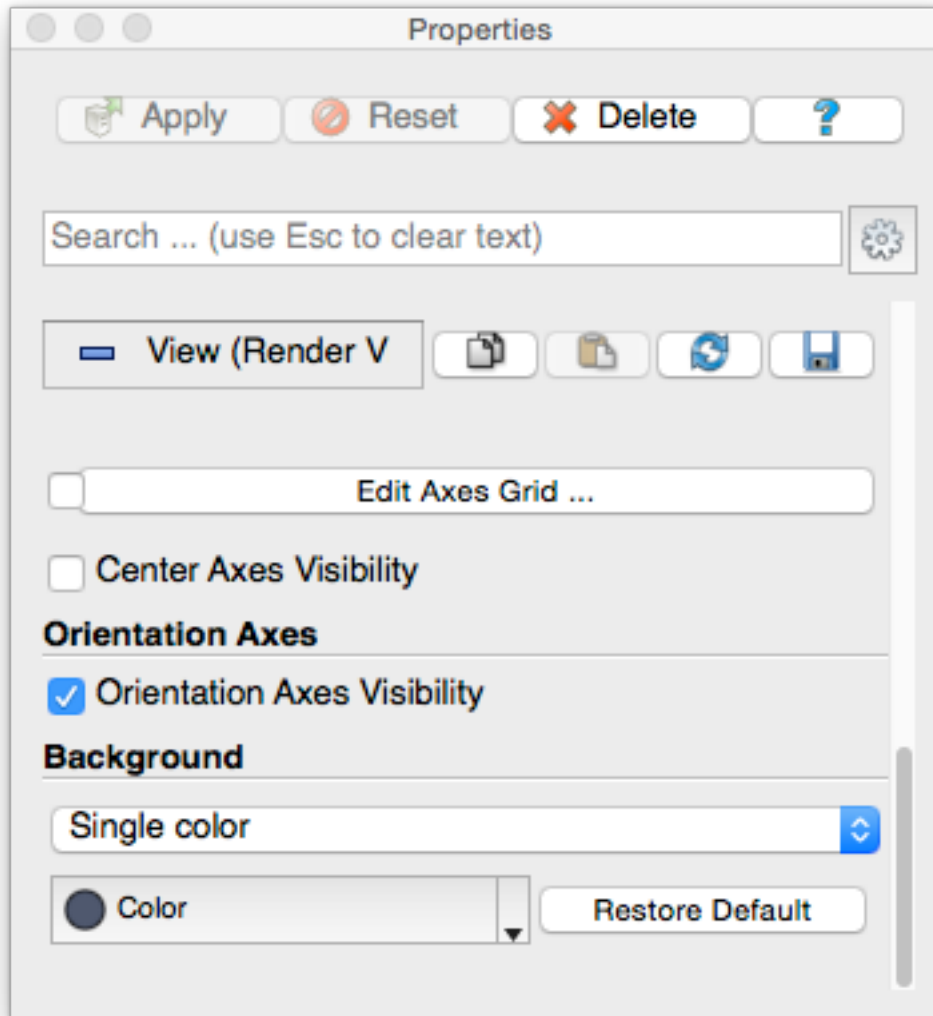 Properties
Apply Reset Delete ?
Search ... (use Esc to clear text)
View (Render V
Edit Axes Grid ...
Center Axes Visibility
Orientation Axes
Orientation Axes Visibility
Background
Single color
Color Restore Default